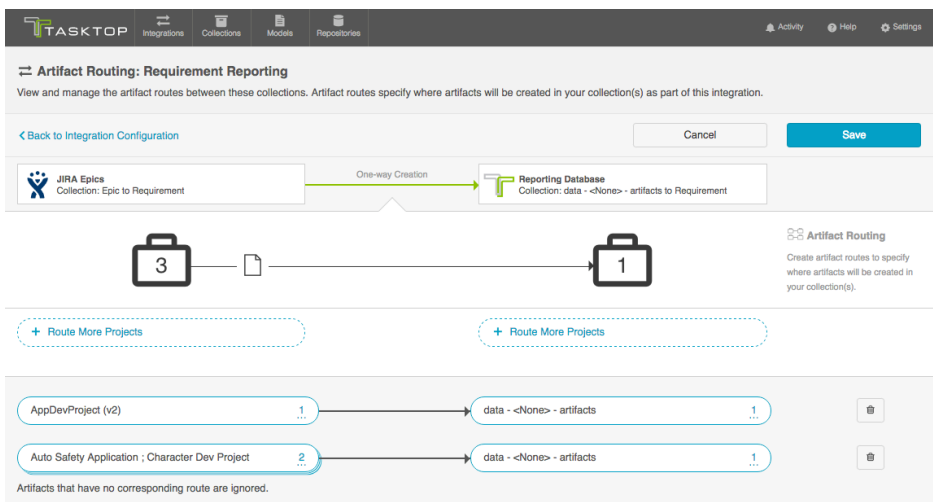 TASKTOP
Integrations
Collections
Models
Repositories
Activity
Help
Settings
Artifact Routing: Requirement Reporting
View and manage the artifact routes between these collections. Artifact routes specify where artifacts will be created in your collection(s) as part of this integration.
Back to Integration Configuration
Cancel
Save
JIRA Epics
Collection: Epic to Requirement
One-way Creation
Reporting Database
Collection: data - <None> - artifacts to Requirement
3
1
Artifact Routing
Create artifact routes to specify
where artifacts will be created in
your collection(s).
+ Route More Projects
+ Route More Projects
AppDevProject (v2) 1
data - <None> - artifacts 1
Auto Safety Application ; Character Dev Project 2
data - <None> - artifacts 1
Artifacts that have no corresponding route are ignored.